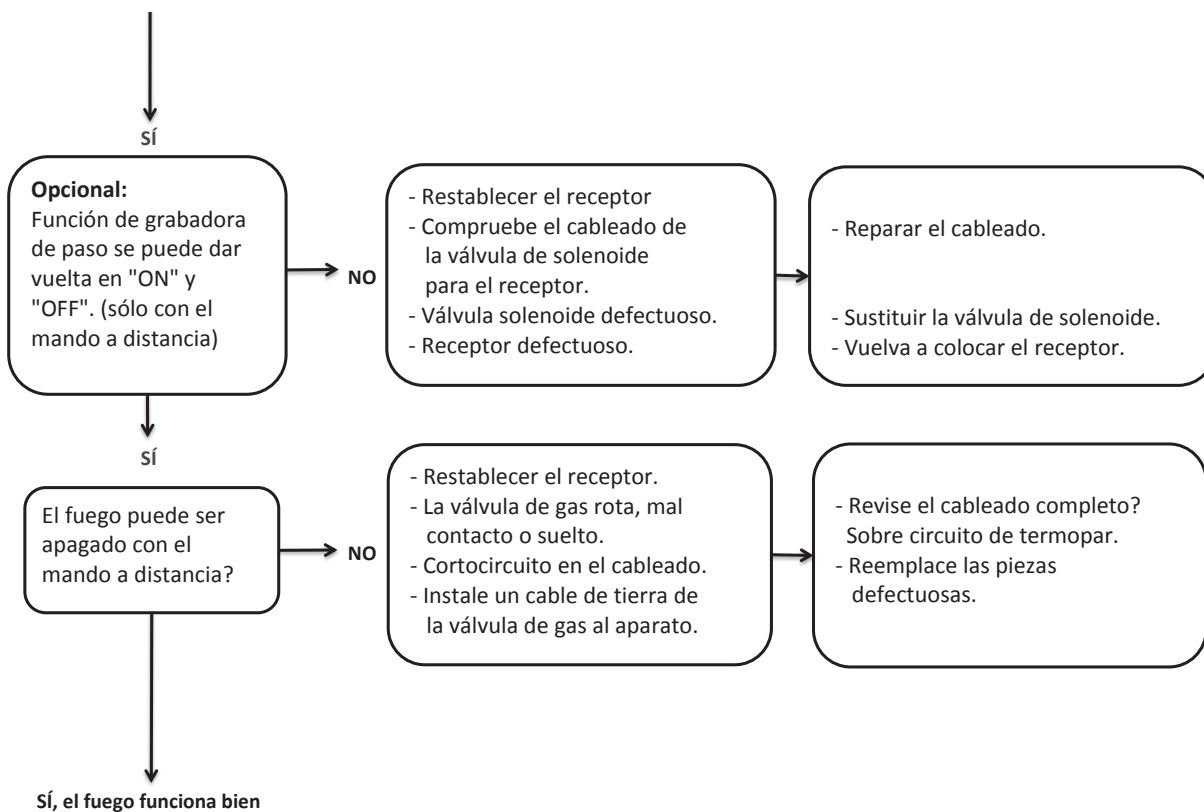 SÍ
Opcional:
Función de grabadora
de paso se puede dar
vuelta en "ON" y
"OFF". (sólo con el
mando a distancia)
NO
- Restablecer el receptor
- Compruebe el cableado de
la válvula de solenoide
para el receptor.
- Válvula solenoide defectuoso.
- Receptor defectuoso.
- Reparar el cableado.
- Sustituir la válvula de solenoide.
- Vuelva a colocar el receptor.
SÍ
El fuego puede ser
apagado con el
mando a distancia?
NO
- Restablecer el receptor.
- La válvula de gas rota, mal
contacto o suelto.
- Cortocircuito en el cableado.
- Instale un cable de tierra de
la válvula de gas al aparato.
- Revise el cableado completo?
Sobre circuito de termopar.
- Reemplace las piezas
defectuosas.
SÍ, el fuego funciona bien